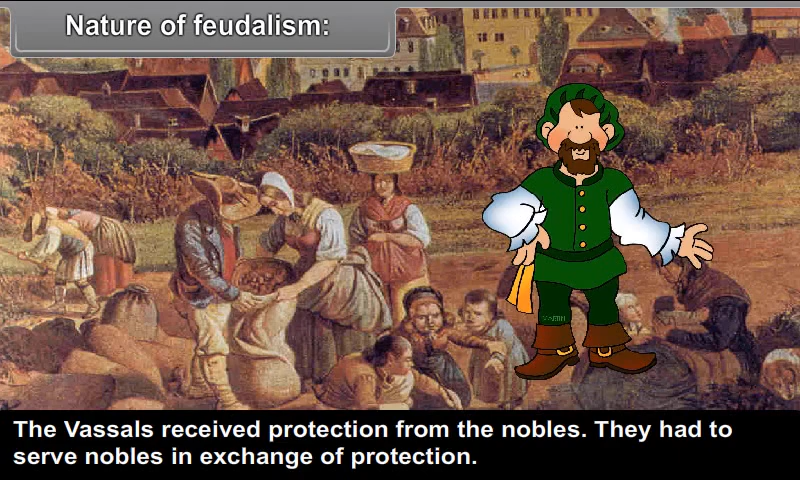 Nature of feudalism:
MARTIN
The Vassals received protection from the nobles. They had to
serve nobles in exchange of protection.